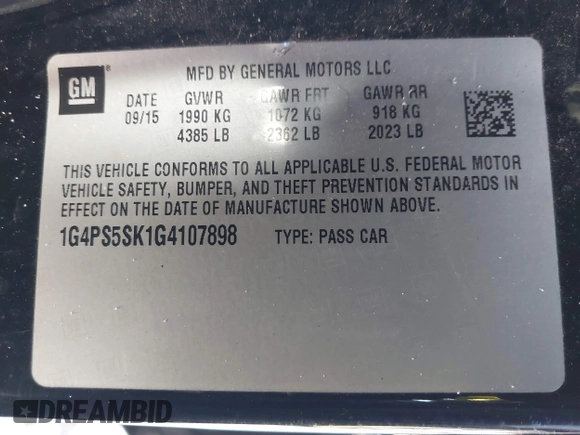 GM
MFD BY GENERAL MOTORS LLC
DATE GVWR GAWR FRT GAWR RR
09/15 1990 KG 1072 KG 918 KG
4385 LB 2362 LB 2023 LB
THIS VEHICLE CONFORMS TO ALL APPLICABLE U.S. FEDERAL MOTOR
VEHICLE SAFETY, BUMPER, AND THEFT PREVENTION STANDARDS IN
EFFECT ON THE DATE OF MANUFACTURE SHOWN ABOVE.
1G4PS5SK1G4107898 TYPE: PASS CAR
DREAMBID